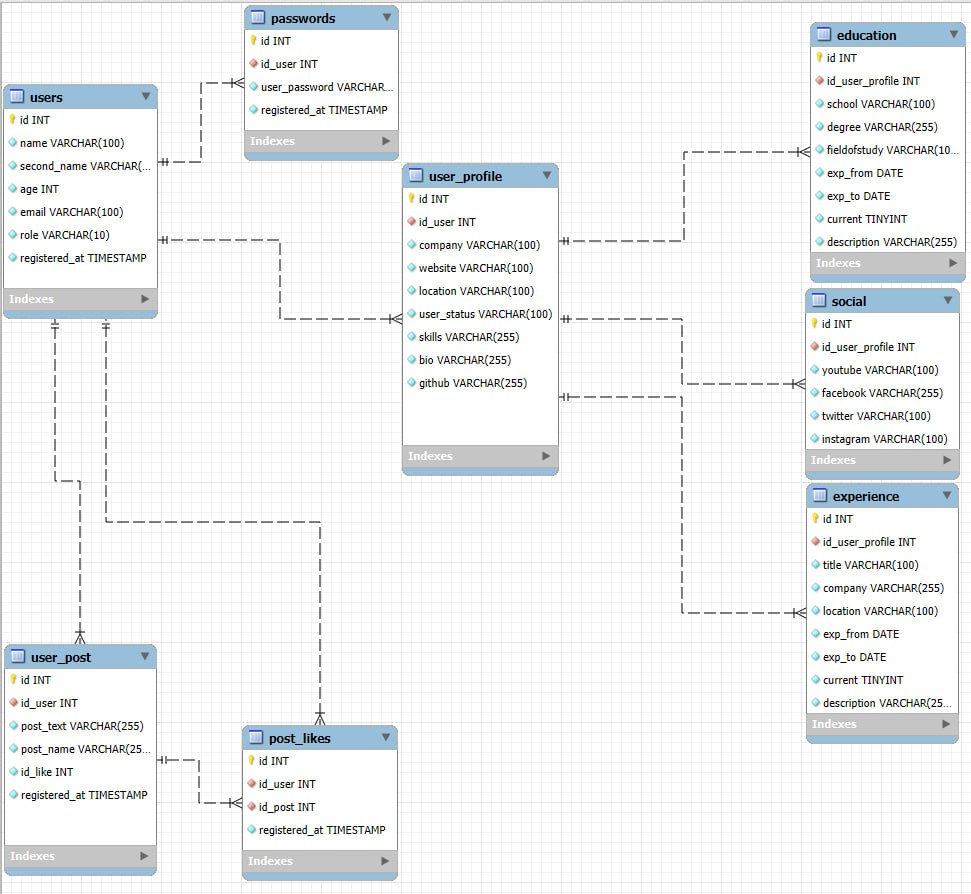 passwords
id INT
id_user INT
user_password VARCHAR...
registered_at TIMESTAMP
Indexes
users
id INT
name VARCHAR(100)
second_name VARCHAR(...
age INT
email VARCHAR(100)
role VARCHAR(10)
registered_at TIMESTAMP
Indexes
user_profile
id INT
id_user INT
company VARCHAR(100)
website VARCHAR(100)
location VARCHAR(100)
user_status VARCHAR(100)
skills VARCHAR(255)
bio VARCHAR(255)
github VARCHAR(255)
Indexes
education
id INT
id_user_profile INT
school VARCHAR(100)
degree VARCHAR(255)
fieldofstudy VARCHAR(10...
exp_from DATE
exp_to DATE
current TINYINT
description VARCHAR(255)
Indexes
social
id INT
id_user_profile INT
youtube VARCHAR(100)
facebook VARCHAR(255)
twitter VARCHAR(100)
instagram VARCHAR(100)
Indexes
experience
id INT
id_user_profile INT
title VARCHAR(100)
company VARCHAR(255)
location VARCHAR(100)
exp_from DATE
exp_to DATE
current TINYINT
description VARCHAR(25...
Indexes
user_post
id INT
id_user INT
post_text VARCHAR(255)
post_name VARCHAR(25...
id_like INT
registered_at TIMESTAMP
Indexes
post_likes
id INT
id_user INT
id_post INT
registered_at TIMESTAMP
Indexes